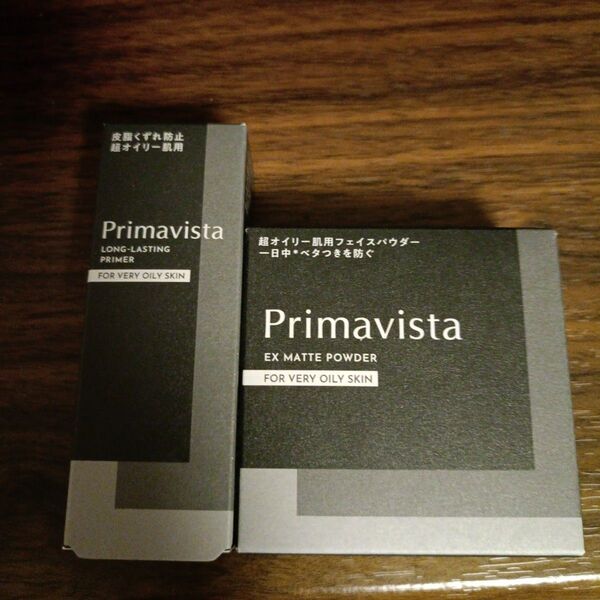 皮脂くずれ防止
超オイリー肌用
Primavista
LONG-LASTING
PRIMER
FOR VERY OILY SKIN
超オイリー肌用フェイスパウダー
一日中*ベタつきを防ぐ
Primavista
EX MATTE POWDER
FOR VERY OILY SKIN